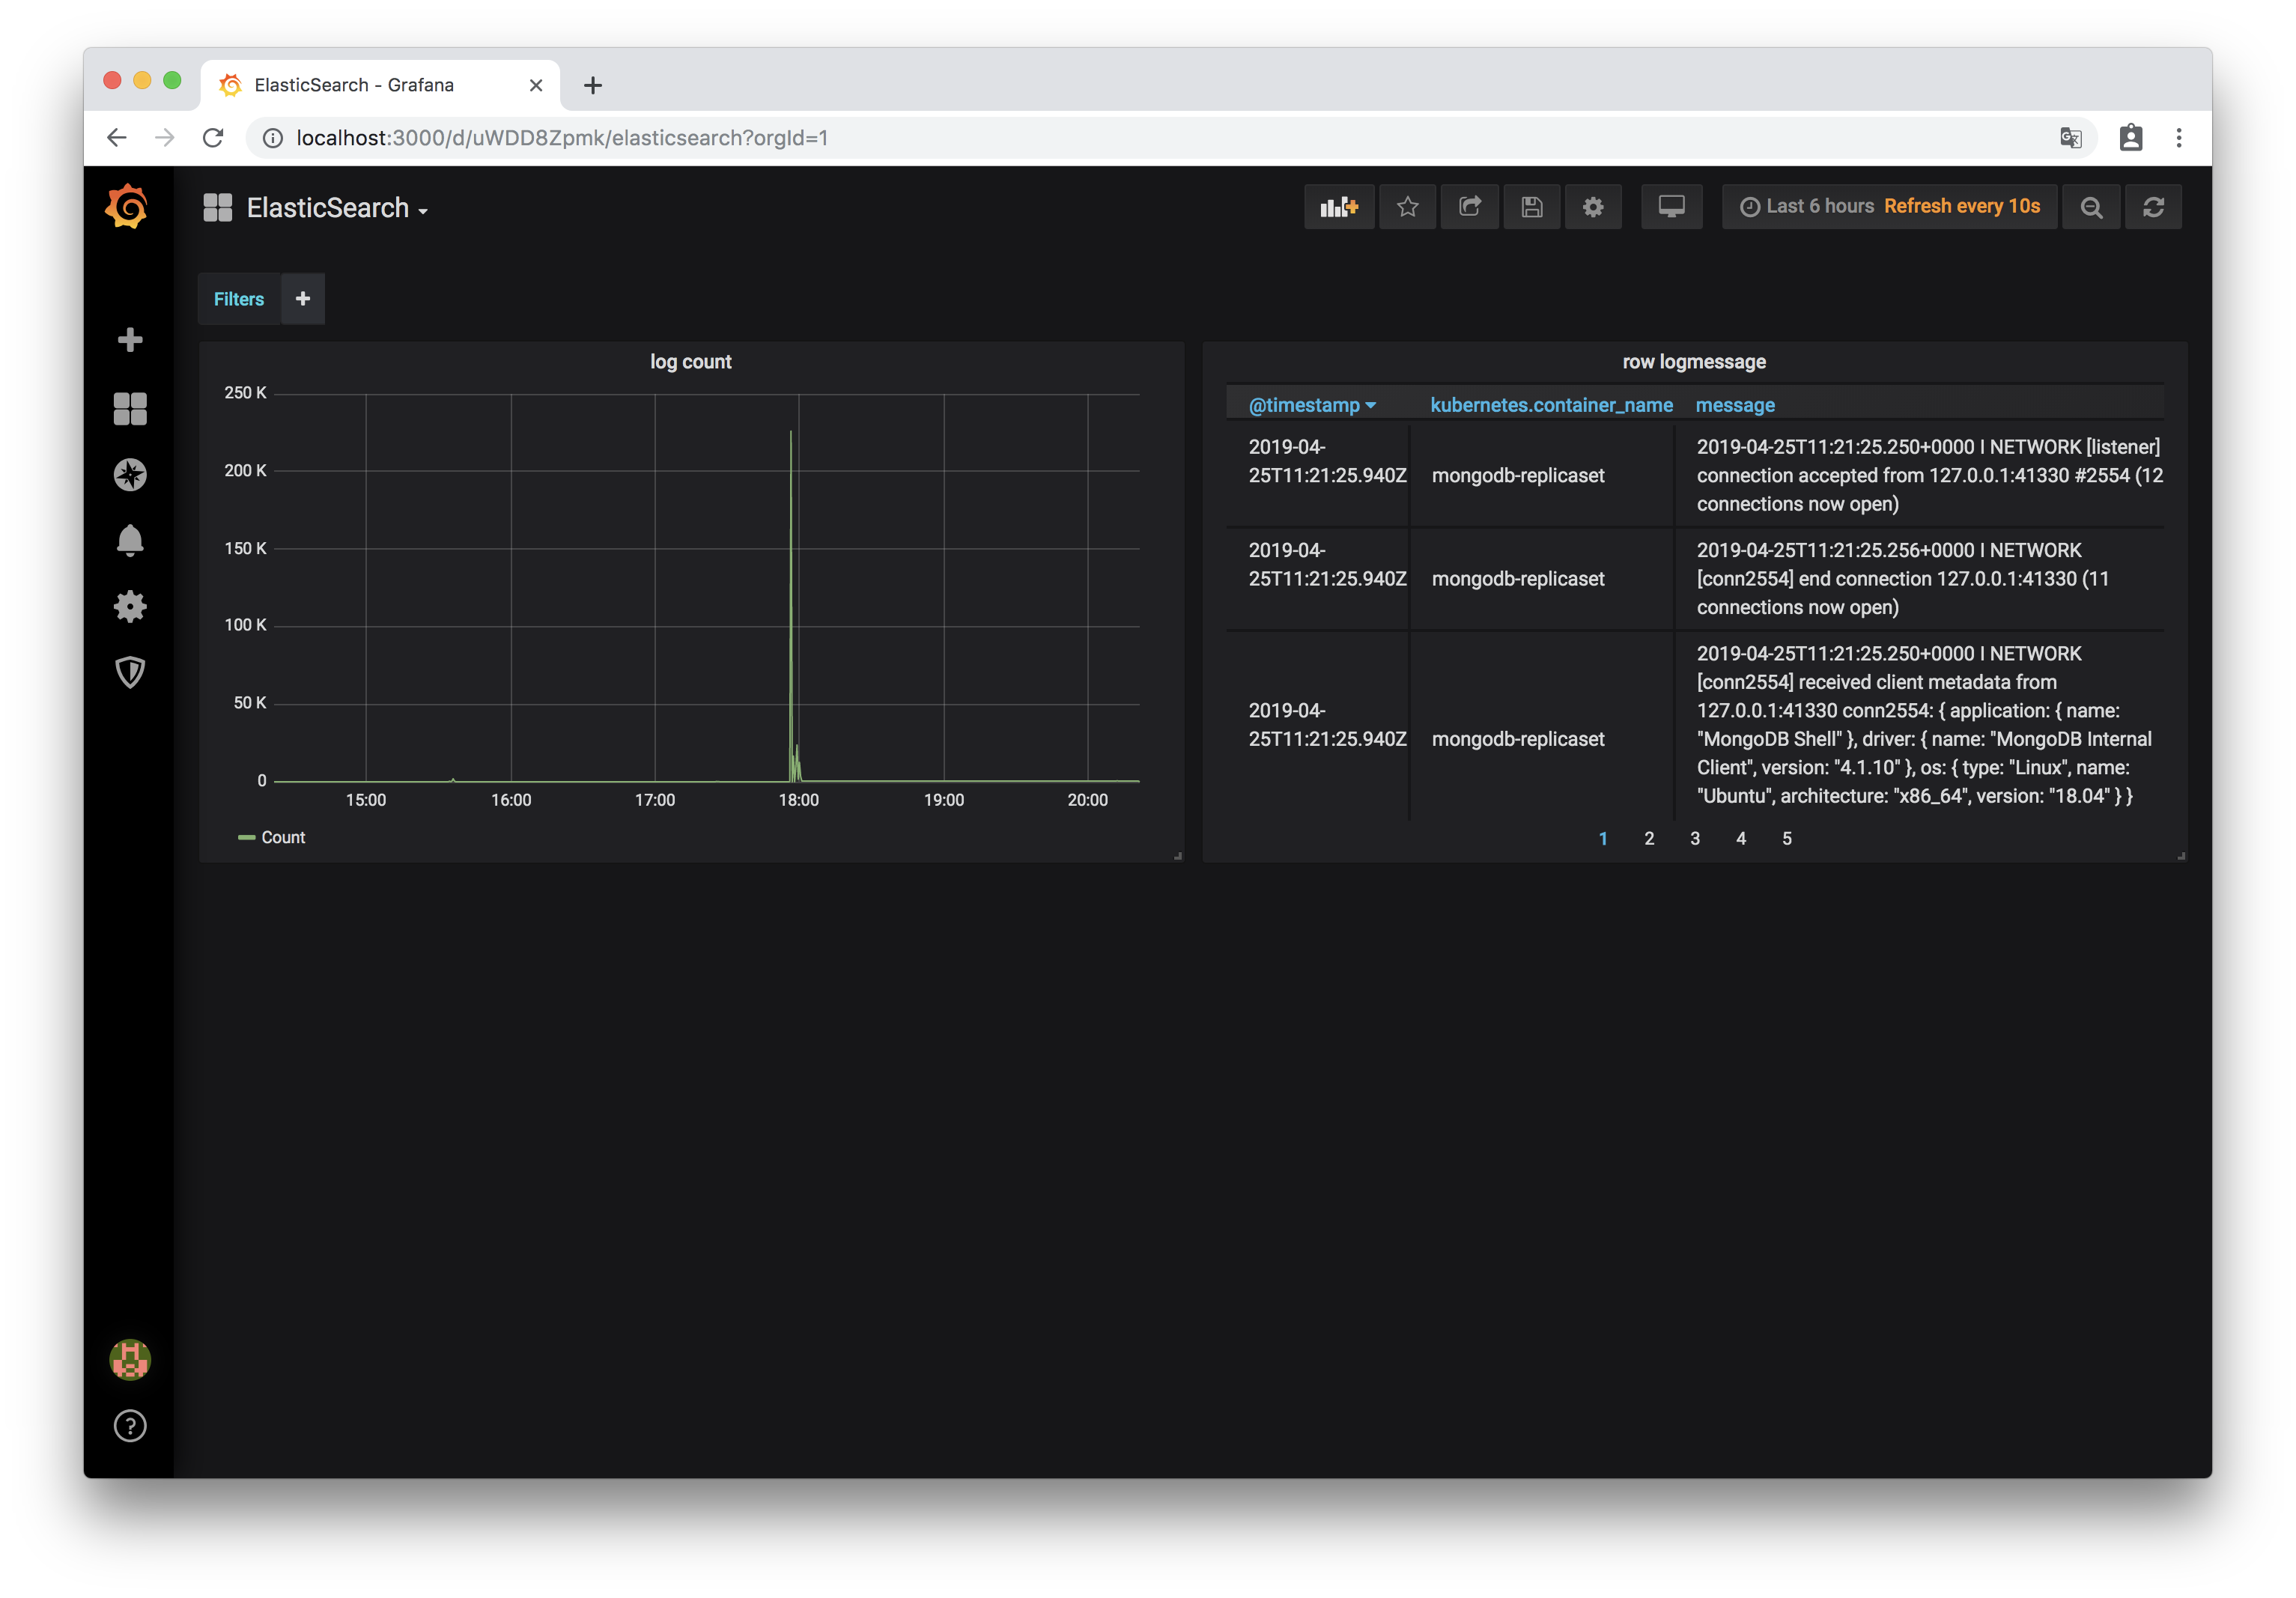 ElasticSearch - Grafana
localhost:3000/d/uWDD8Zpmk/elasticsearch?orgId=1
ElasticSearch
Last 6 hours Refresh every 10s
Filters
log count
250 K
200 K
150 K
100 K
50 K
0
15:00 16:00 17:00 18:00 19:00 20:00
Count
row logmessage
@timestamp kubernetes.container_name message
2019-04-
25T11:21:25.940Z
mongodb-replicaset
2019-04-25T11:21:25.250+0000 I NETWORK [listener]
connection accepted from 127.0.0.1:41330 #2554 (12
connections now open)
2019-04-
25T11:21:25.940Z
mongodb-replicaset
2019-04-25T11:21:25.256+0000 I NETWORK
[conn2554] end connection 127.0.0.1:41330 (11
connections now open)
2019-04-
25T11:21:25.940Z
mongodb-replicaset
2019-04-25T11:21:25.250+0000 I NETWORK
[conn2554] received client metadata from
127.0.0.1:41330 conn2554: { application: { name:
"MongoDB Shell" }, driver: { name: "MongoDB Internal
Client", version: "4.1.10" }, os: { type: "Linux", name:
"Ubuntu", architecture: "x86_64", version: "18.04" } }
1 2 3 4 5